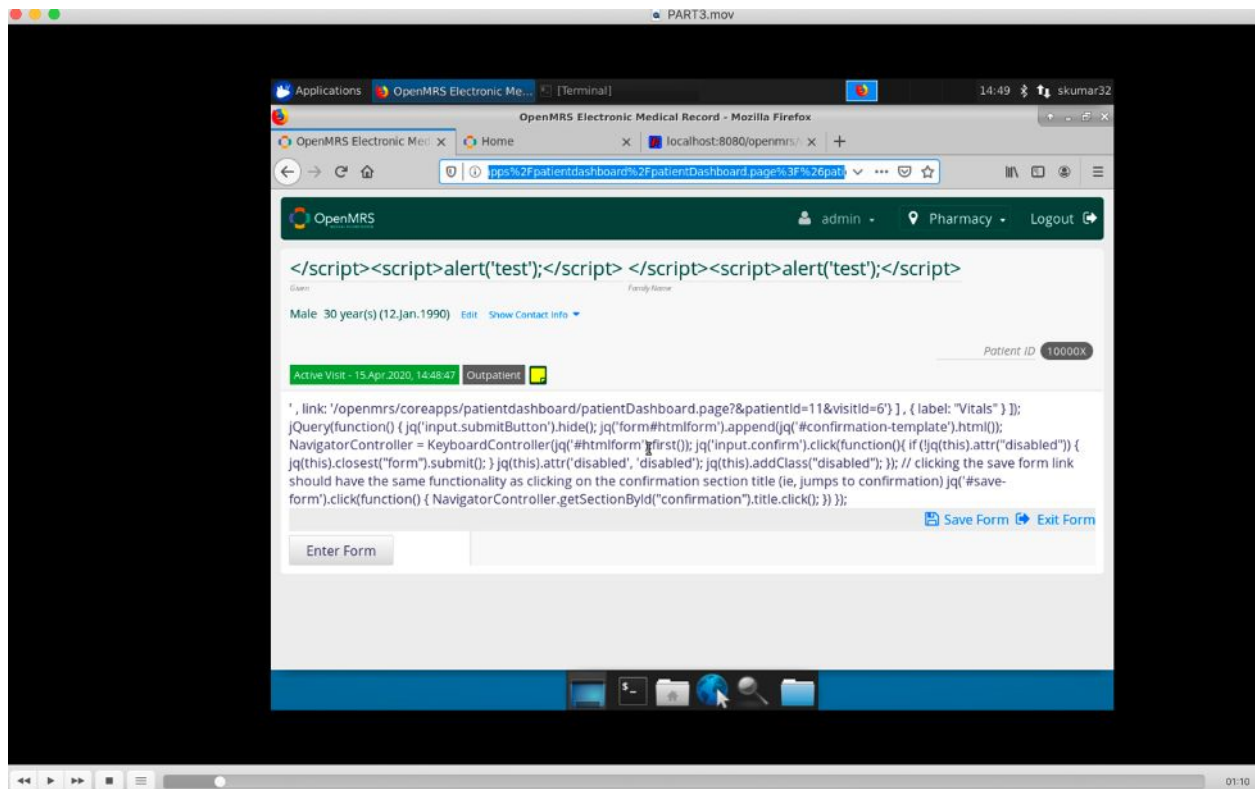 PART3.mov
Applications OpenMRS Electronic Me... [Terminal] 14:49 skumar32
OpenMRS Electronic Medical Record - Mozilla Firefox
OpenMRS Electronic Med Home localhost:8080/openmrs/
pps%2Fpatientdashboard%2FpatientDashboard.page%3F%26pati
OpenMRS admin Pharmacy Logout
</script><script>alert('test');</script> </script><script>alert('test');</script>
Given Family Name
Male 30 year(s) (12.Jan.1990) Edit Show Contact Info
Patient ID 10000X
Active Visit - 15.Apr.2020, 14:48:47 Outpatient
' , link: '/openmrs/coreapps/patientdashboard/patientDashboard.page?&patientId=11&visitId=6'} ] , { label: "Vitals" } ]);
jQuery(function() { jq('input.submitButton').hide(); jq('form#htmlform').append(jq('#confirmation-template').html());
NavigatorController = KeyboardController(jq('#htmlform').first()); jq('input.confirm').click(function(){ if (!jq(this).attr("disabled")) {
jq(this).closest("form").submit(); } jq(this).attr('disabled', 'disabled'); jq(this).addClass("disabled"); }); // clicking the save form link
should have the same functionality as clicking on the confirmation section title (ie, jumps to confirmation) jq('#save-
form').click(function() { NavigatorController.getSectionById("confirmation").title.click(); }) });
Save Form Exit Form
Enter Form
01:10